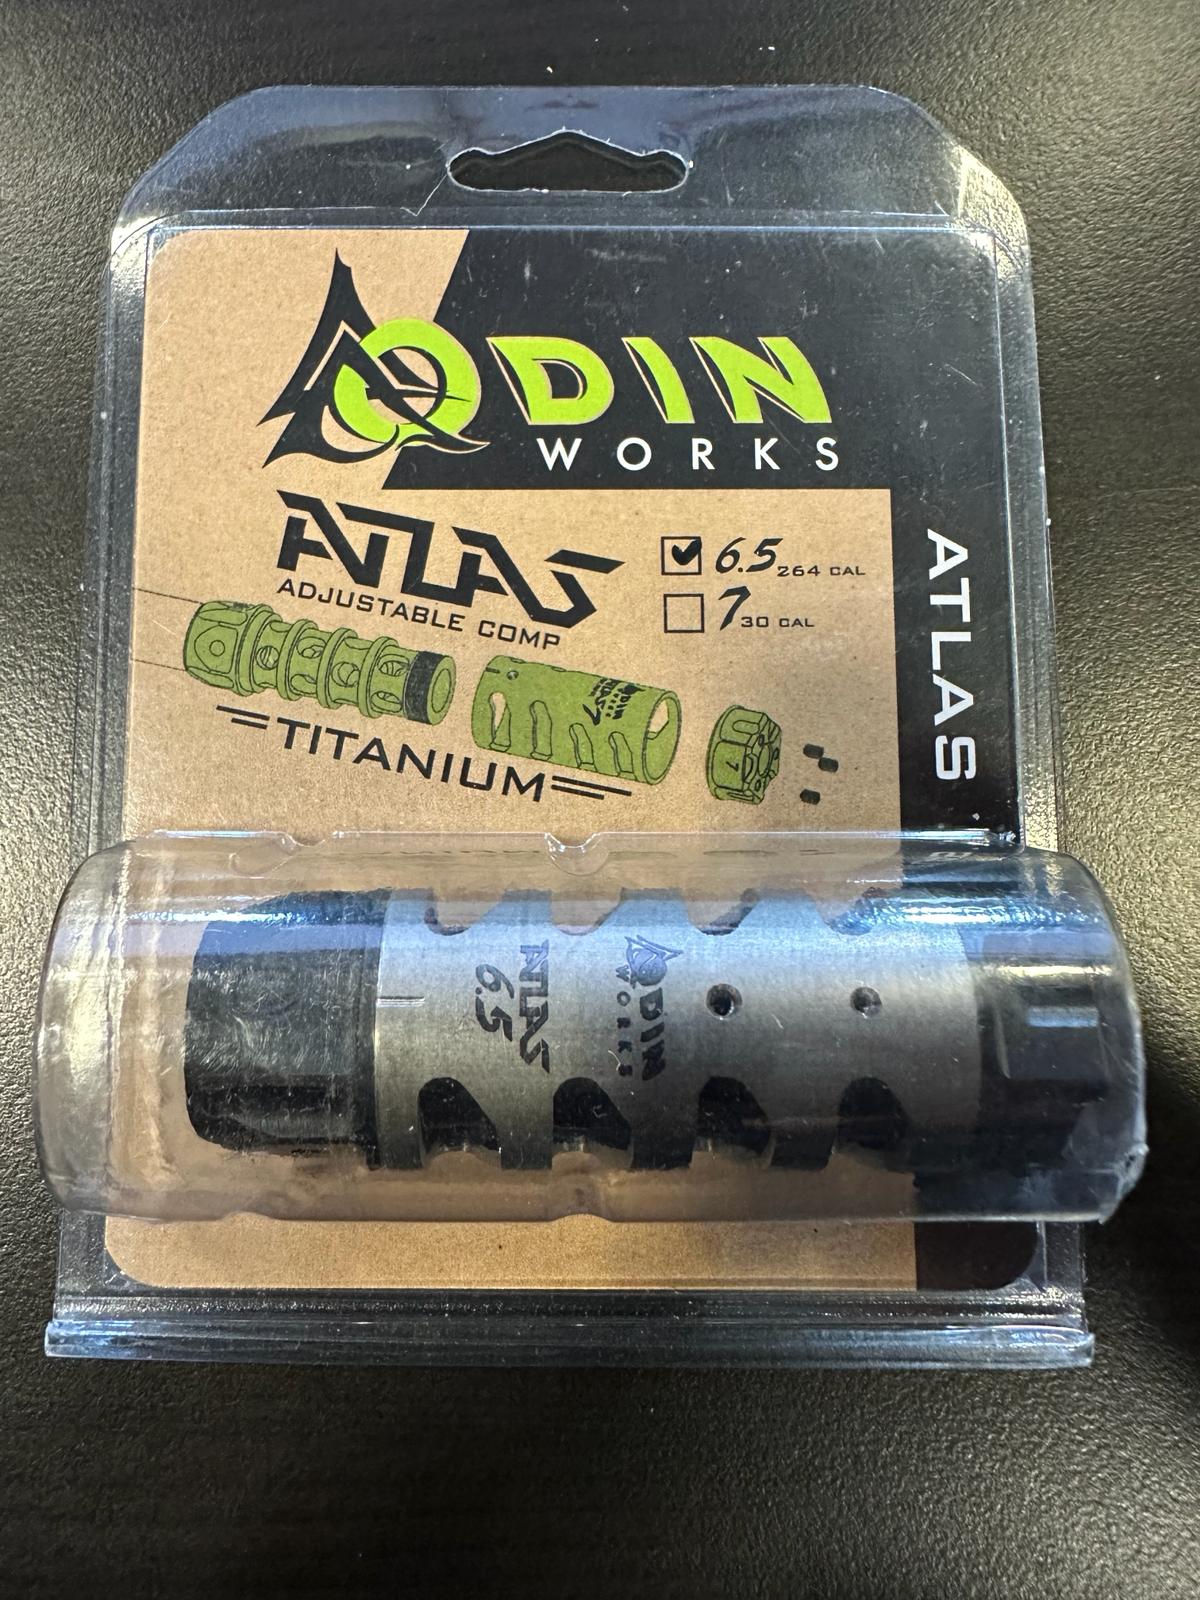 ODIN
WORKS
ATLAS
ADJUSTABLE COMP
6.5 264 CAL
7 30 CAL
TITANIUM
ATLAS
ODIN
WORKS
ATLAS
6.5